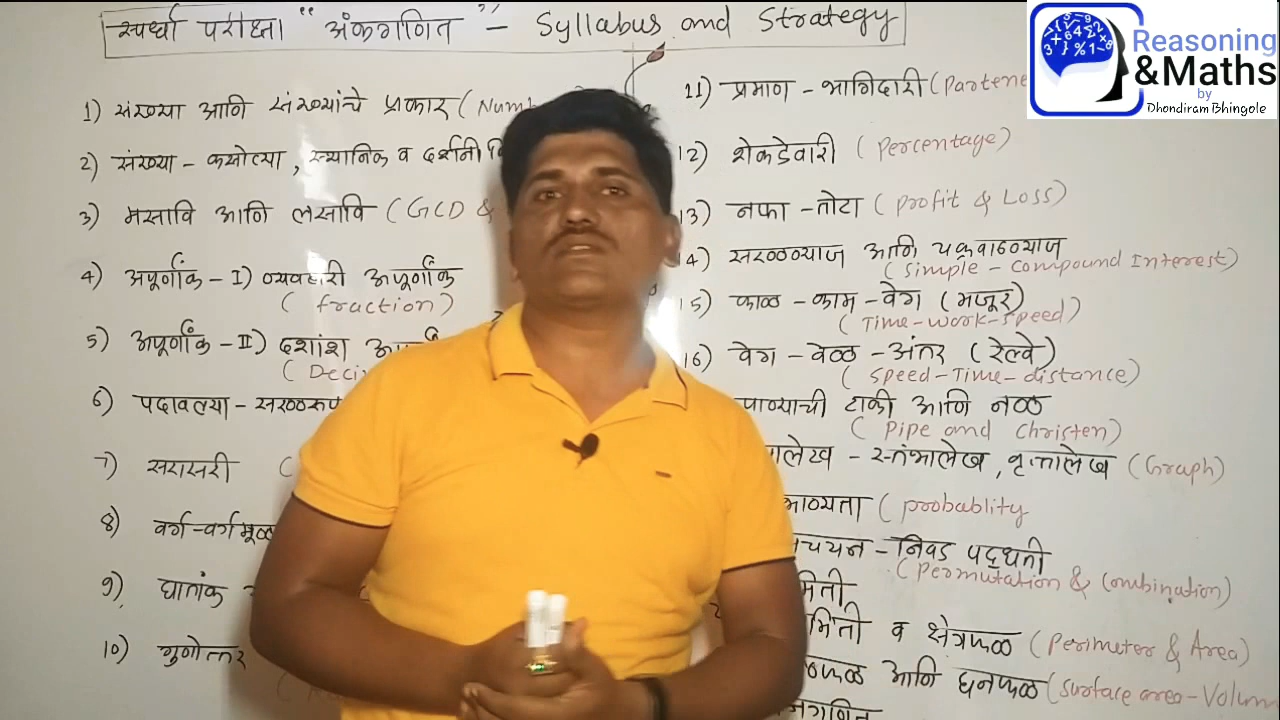 स्पर्धा परीक्षा "अंकगणित" - Syllabus and Strategy
1) संख्या आणि संख्यांचे प्रकार (Num
2) संख्या - कसोट्या, स्थानिक व दर्शनी
3) मसावि आणि लसावि (GCD &
4) अपूर्णांक - I) व्यवहारी अपूर्णांक
(fraction)
5) अपूर्णांक - II) दशांश
(Deci
6) पदावल्या - सरळरूप
7) सरासरी (
8) वर्ग-वर्गमूळ
9) घातांक
10) गुणोत्तर
11) प्रमाण - भागिदारी (Partene
12) शेकडेवारी (Percentage)
13) नफा - तोटा (Profit & Loss)
14) सरळव्याज आणि चक्रवाढव्याज
(Simple - Compound Interest)
15) काळ - काम - वेग (मजूर)
(Time-work-speed)
16) वेग - वेळ - अंतर (रेल्वे)
(Speed-Time-distance)
पाण्याची टाकी आणि नळ
(Pipe and Christen)
ालेख - स्तंभालेख, वृत्तालेख (Graph)
भाव्यता (probablity
चयन - निवड पद्धती
(Permutation & Combination)
मिती
मिती व क्षेत्रफळ (Perimeter & Area)
ठफळ आणि घनफळ (Surface area - Volum
जगणित
Reasoning
&Maths
by
Dhondiram Bhingole